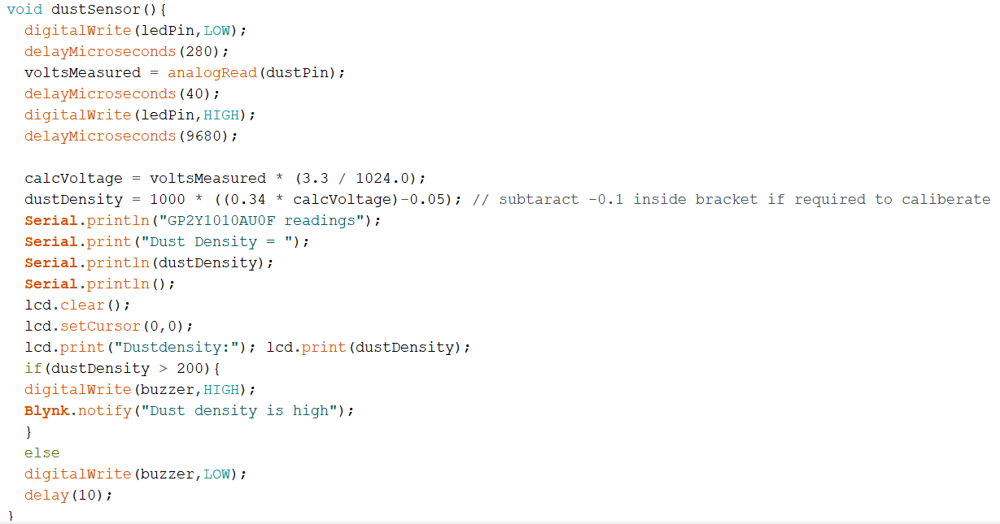 void dustSensor(){
digitalWrite(ledPin,LOW);
delayMicroseconds(280);
voltsMeasured = analogRead(dustPin);
delayMicroseconds(40);
digitalWrite(ledPin,HIGH);
delayMicroseconds(9680);
calcVoltage = voltsMeasured * (3.3 / 1024.0);
dustDensity = 1000 * ((0.34 * calcVoltage)-0.05); // subtaract -0.1 inside bracket if required to caliberate
Serial.println("GP2Y1010AU0F readings");
Serial.print("Dust Density = ");
Serial.println(dustDensity);
Serial.println();
lcd.clear();
lcd.setCursor(0,0);
lcd.print("Dustdensity:"); lcd.print(dustDensity);
if(dustDensity > 200){
digitalWrite(buzzer,HIGH);
Blynk.notify("Dust density is high");
}
else
digitalWrite(buzzer,LOW);
delay(10);
}